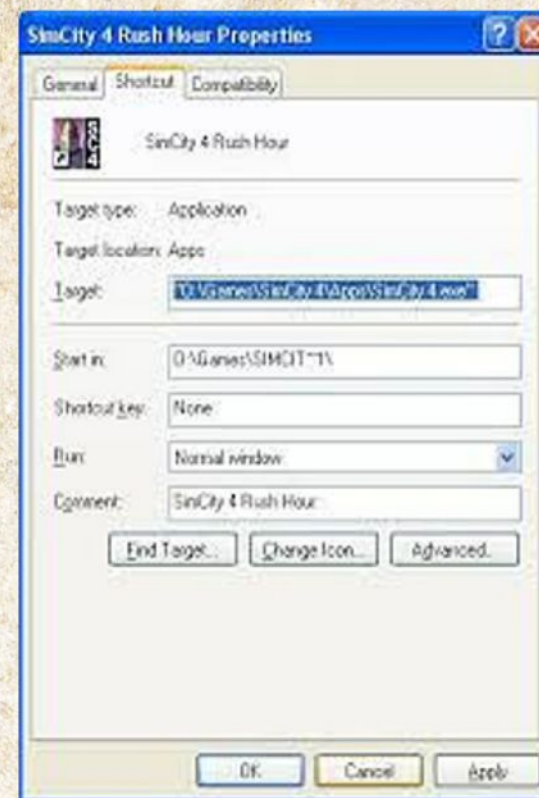 SimCity 4 Rush Hour Properties
General Shortcut Compatibility
SimCity 4 Rush Hour
Target type: Application
Target location: Apps
Target: "D:\Games\SimCity 4\Apps\SimCity 4.exe"
Start in: D:\Games\SIMCIT~1\
Shortcut key: None
Run: Normal window
Comment: SimCity 4 Rush Hour
Find Target... Change Icon... Advanced...
OK Cancel Apply